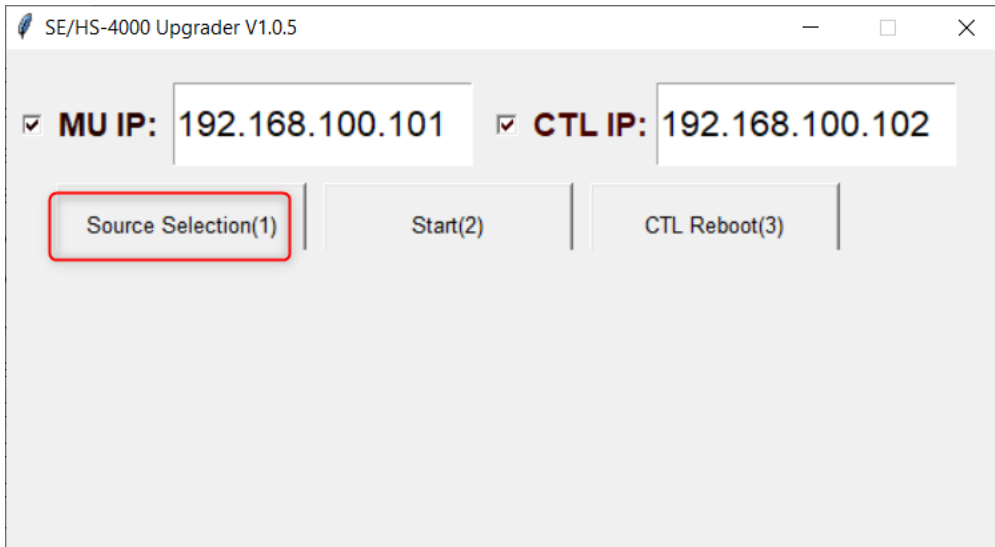 SE/HS-4000 Upgrader V1.0.5
MU IP: 192.168.100.101 CTL IP: 192.168.100.102
Source Selection(1) Start(2) CTL Reboot(3)